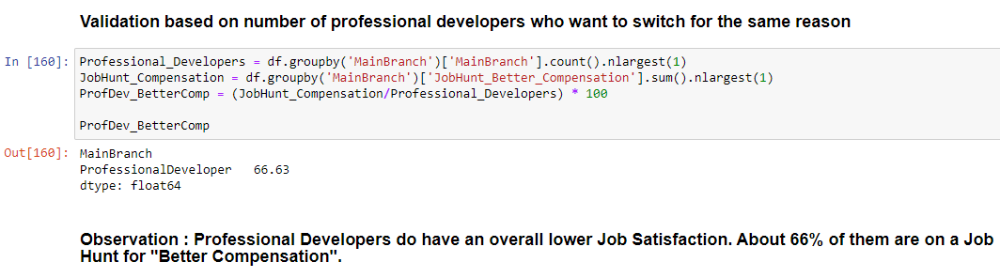 Validation based on number of professional developers who want to switch for the same reason
In [160]: Professional_Developers = df.groupby('MainBranch')['MainBranch'].count().nlargest(1)
JobHunt_Compensation = df.groupby('MainBranch')['JobHunt_Better_Compensation'].sum().nlargest(1)
ProfDev_BetterComp = (JobHunt_Compensation/Professional_Developers) * 100
ProfDev_BetterComp
Out[160]: MainBranch
ProfessionalDeveloper   66.63
dtype: float64
Observation : Professional Developers do have an overall lower Job Satisfaction. About 66% of them are on a Job
Hunt for "Better Compensation".